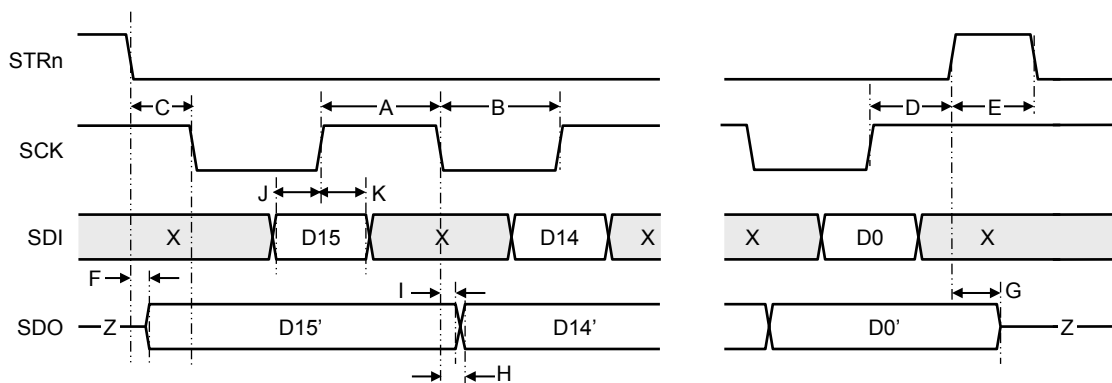 STRn
C
A
B
D
E
SCK
J
K
SDI
X
D15
X
D14
X
X
D0
X
F
I
G
SDO
Z
D15’
D14’
D0’
Z
H